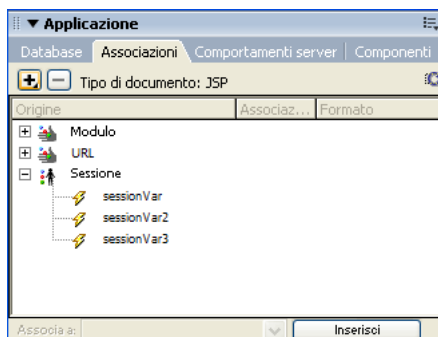 Applicazione
Database Associazioni Comportamenti server Componenti
Tipo di documento: JSP
Origine Associaz... Formato
Modulo
URL
Sessione
sessionVar
sessionVar2
sessionVar3
Associa a: Inserisci